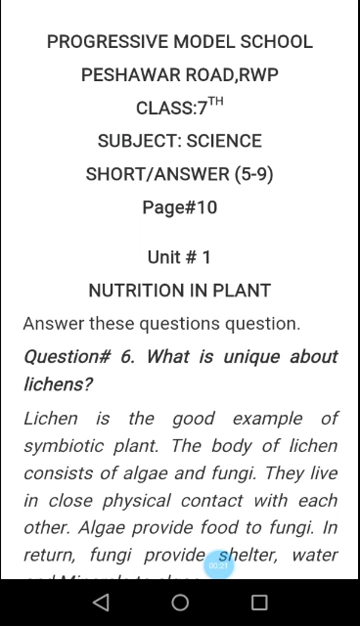 PROGRESSIVE MODEL SCHOOL
PESHAWAR ROAD,RWP
CLASS:7TH
SUBJECT: SCIENCE
SHORT/ANSWER (5-9)
Page#10
Unit # 1
NUTRITION IN PLANT
Answer these questions question.
Question# 6. What is unique about
lichens?
Lichen is the good example of
symbiotic plant. The body of lichen
consists of algae and fungi. They live
in close physical contact with each
other. Algae provide food to fungi. In
return, fungi provide shelter, water
00:21